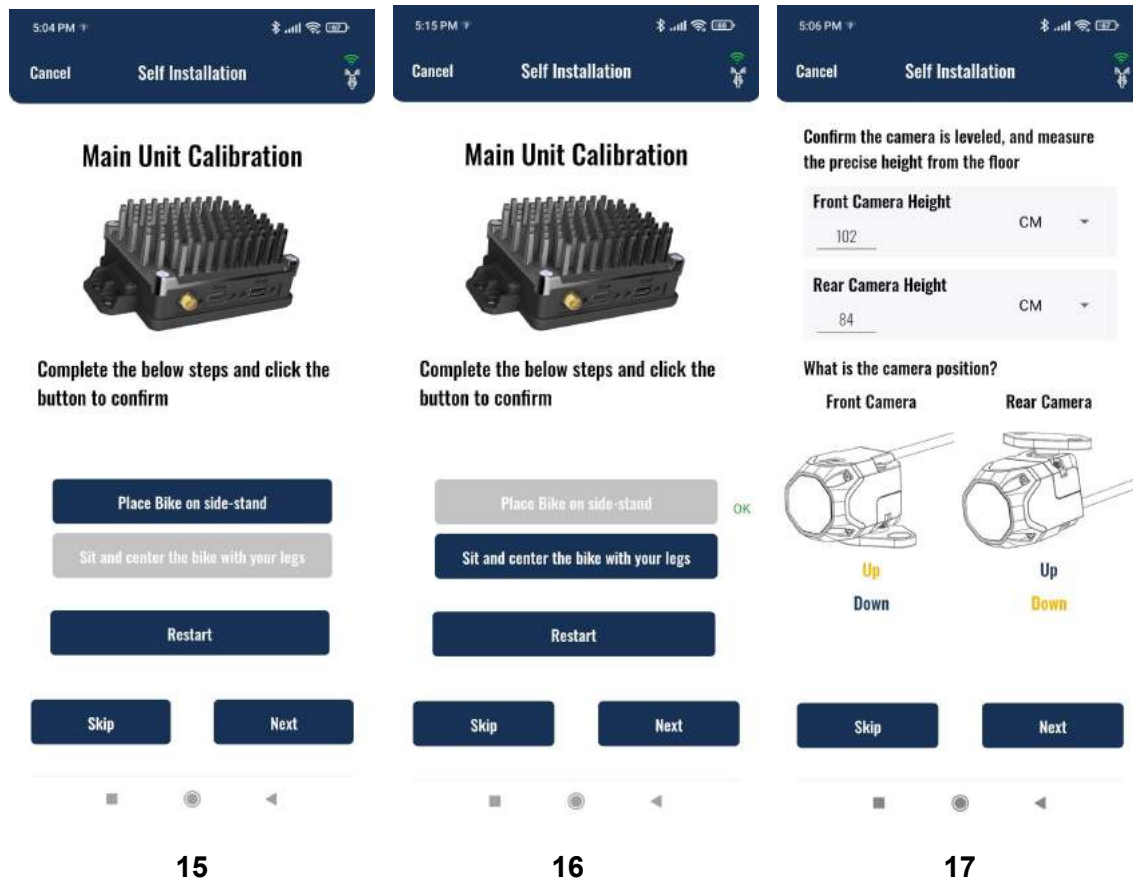 5:04 PM
67
Cancel
Self Installation
Main Unit Calibration
Complete the below steps and click the
button to confirm
Place Bike on side-stand
Sit and center the bike with your legs
Restart
Skip
Next
15
5:15 PM
Cancel
Self Installation
Main Unit Calibration
Complete the below steps and click the
button to confirm
Place Bike on side-stand
OK
Sit and center the bike with your legs
Restart
Skip
Next
16
5:06 PM
67
Cancel
Self Installation
Confirm the camera is leveled, and measure
the precise height from the floor
Front Camera Height
102
CM
Rear Camera Height
84
CM
What is the camera position?
Front Camera
Rear Camera
Up
Down
Up
Down
Skip
Next
17